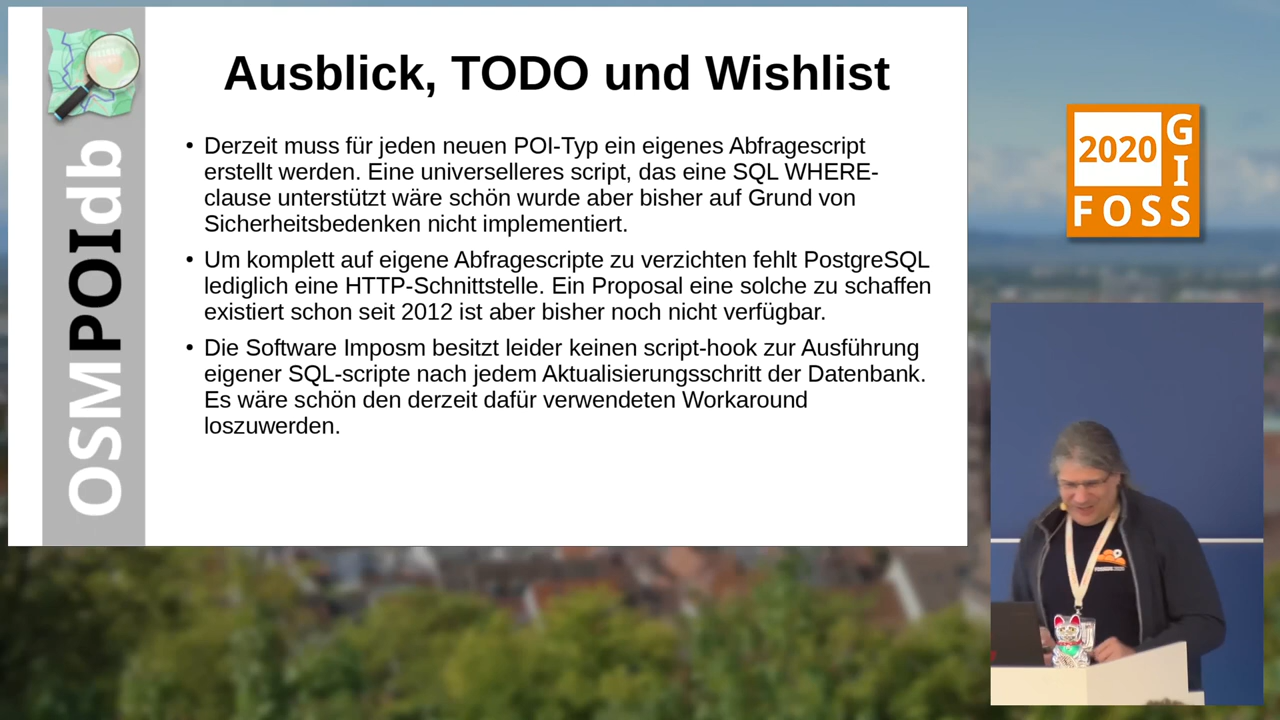 Ausblick, TODO und Wishlist
• Derzeit muss für jeden neuen POI-Typ ein eigenes Abfragescript
erstellt werden. Eine universelleres script, das eine SQL WHERE-
clause unterstützt wäre schön wurde aber bisher auf Grund von
Sicherheitsbedenken nicht implementiert.
• Um komplett auf eigene Abfragescripte zu verzichten fehlt PostgreSQL
lediglich eine HTTP-Schnittstelle. Ein Proposal eine solche zu schaffen
existiert schon seit 2012 ist aber bisher noch nicht verfügbar.
• Die Software Imposm besitzt leider keinen script-hook zur Ausführung
eigener SQL-scripte nach jedem Aktualisierungsschritt der Datenbank.
Es wäre schön den derzeit dafür verwendeten Workaround
loszuwerden.
OSMPOIdb
2020
GIS
FOSS